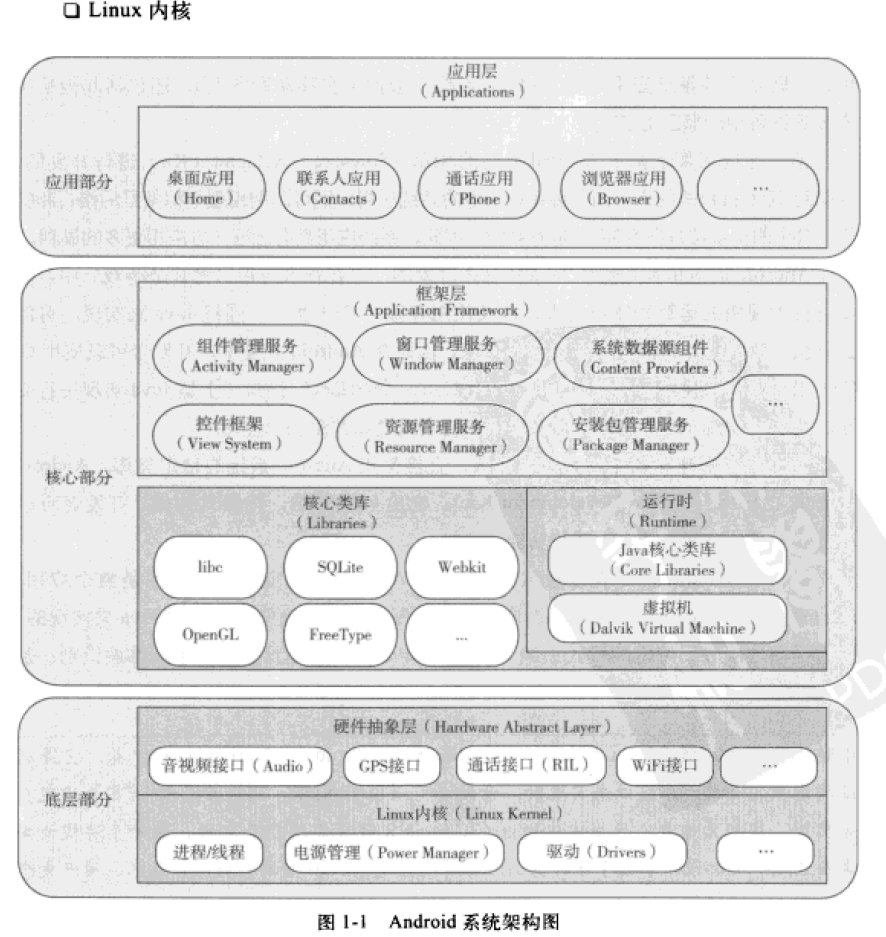 ❑ Linux 内核
应用层
( Applications )
应用部分
桌面应用
( Home )
联系人应用
( Contacts )
通话应用
( Phone )
浏览器应用
( Browser )
…
框架层
( Application Framework )
组件管理服务
( Activity Manager )
窗口管理服务
( Window Manager )
系统数据源组件
( Content Providers )
…
控件框架
( View System )
资源管理服务
( Resource Manager )
安装包管理服务
( Package Manager )
核心部分
核心类库
( Libraries )
libc
SQLite
Webkit
OpenGL
FreeType
...
运行时
( Runtime )
Java核心类库
( Core Libraries )
虚拟机
( Dalvik Virtual Machine )
底层部分
硬件抽象层 ( Hardware Abstract Layer )
音视频接口 ( Audio )
GPS接口
通话接口 ( RIL )
WiFi接口
…
Linux内核 ( Linux Kernel )
进程/线程
电源管理 ( Power Manager )
驱动 ( Drivers )
…
图 1-1 Android 系统架构图